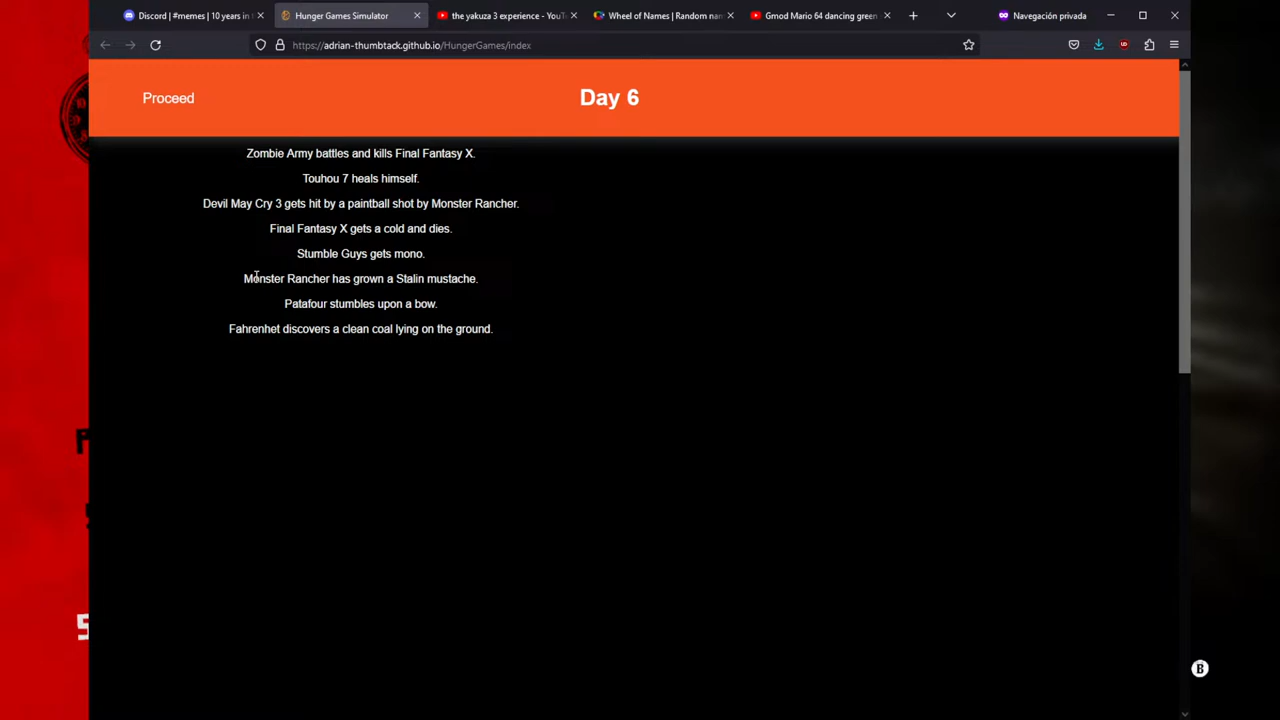 Discord | #memes | 10 years in t
Hunger Games Simulator
the yakuza 3 experience - YouT
Wheel of Names | Random nam
Gmod Mario 64 dancing green
Navegación privada
https://adrian-thumbtack.github.io/HungerGames/index
Proceed
Day 6
Zombie Army battles and kills Final Fantasy X.
Touhou 7 heals himself.
Devil May Cry 3 gets hit by a paintball shot by Monster Rancher.
Final Fantasy X gets a cold and dies.
Stumble Guys gets mono.
Monster Rancher has grown a Stalin mustache.
Patafour stumbles upon a bow.
Fahrenhet discovers a clean coal lying on the ground.
B